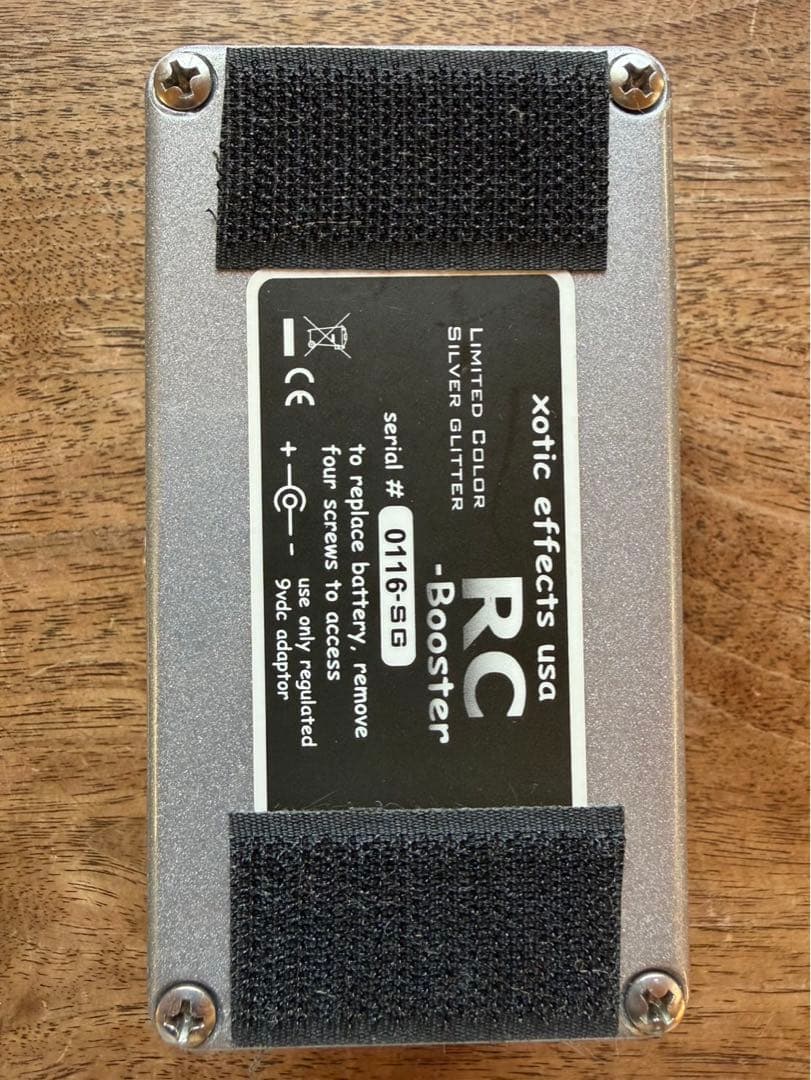 xotic effects usa
RC
-Booster
LIMITED COLOR
SILVER GLITTER
serial # 0116-SG
to replace battery, remove
four screws to access
CE
+ -
use only regulated
9vdc adaptor